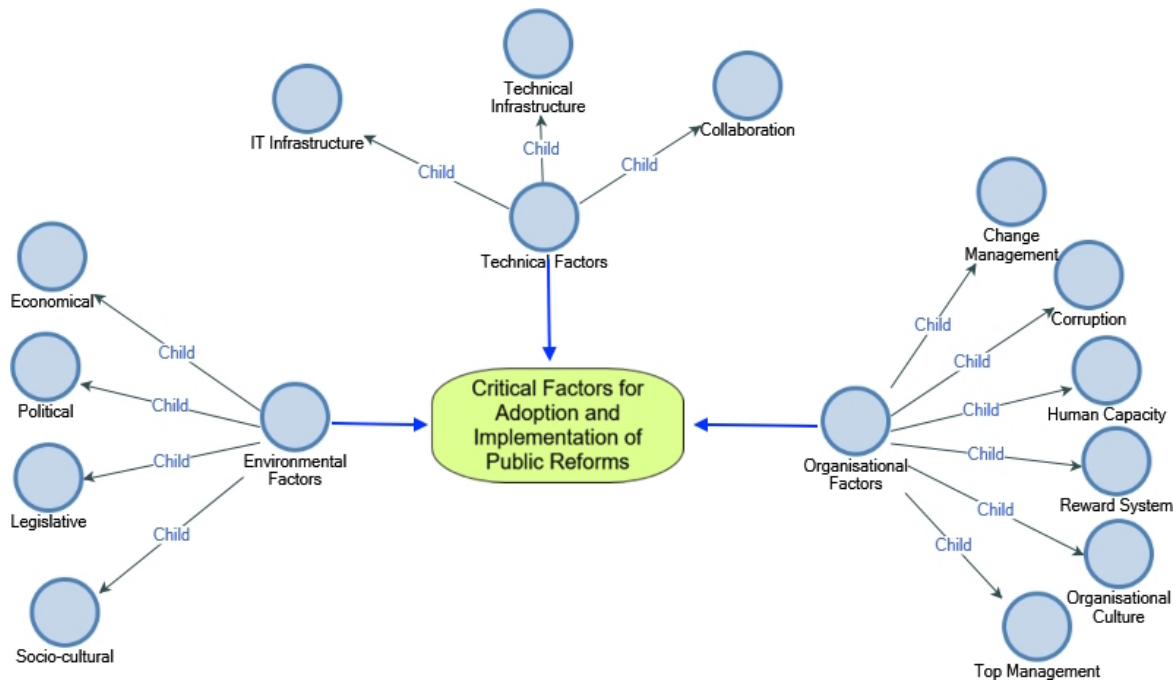 Technical
Infrastructure
IT Infrastructure
Collaboration
Child
Child
Child
Technical Factors
Economical
Child
Political
Child
Legislative
Child
Socio-cultural
Child
Environmental
Factors
Critical Factors for
Adoption and
Implementation of
Public Reforms
Organisational
Factors
Change
Management
Child
Corruption
Child
Human Capacity
Child
Reward System
Child
Organisational
Culture
Child
Top Management
Child